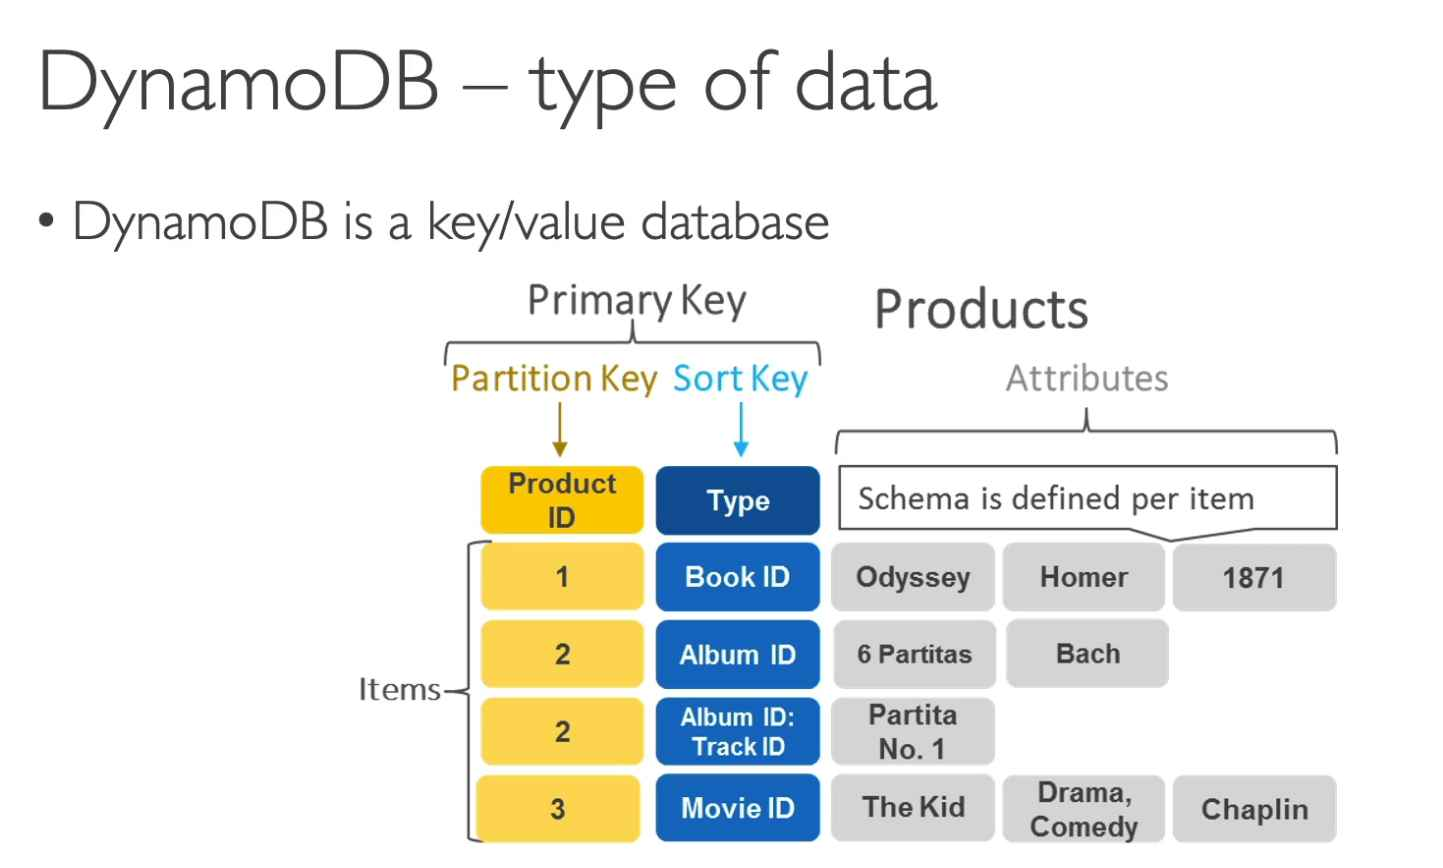 DynamoDB – type of data
• DynamoDB is a key/value database
Primary Key
Products
Partition Key
Sort Key
Attributes
Product
ID
Type
Schema is defined per item
Items
1
Book ID
Odyssey
Homer
1871
2
Album ID
6 Partitas
Bach
2
Album ID:
Track ID
Partita
No. 1
3
Movie ID
The Kid
Drama,
Comedy
Chaplin